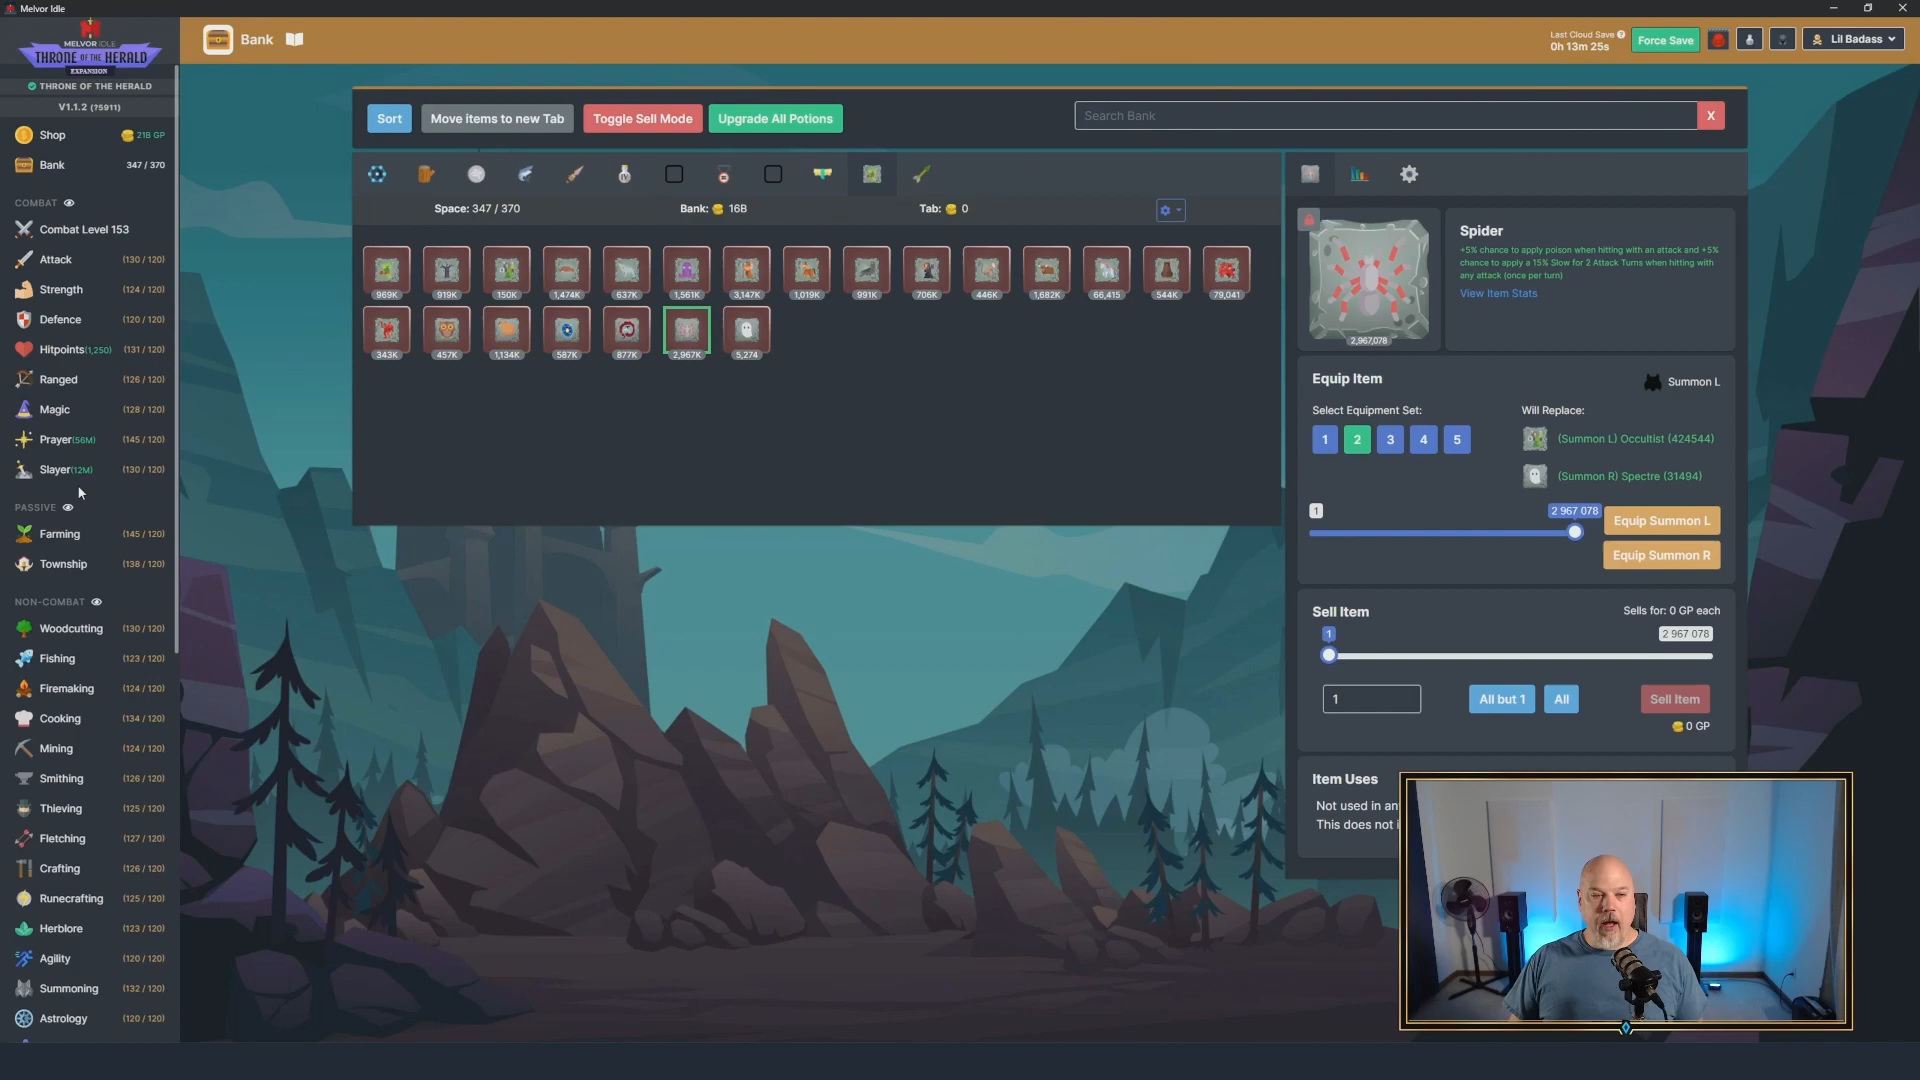 Melvor Idle
MELVOR IDLE
THRONE OF THE HERALD
EXPANSION
THRONE OF THE HERALD
V1.1.2 (?5911)
Shop
21B GP
Bank
347 / 370
COMBAT
Combat Level 153
Attack
(130 / 120)
Strength
(124 / 120)
Defence
(120 / 120)
Hitpoints(1,250)
(131 / 120)
Ranged
(126 / 120)
Magic
(128 / 120)
Prayer(56M)
(145 / 120)
Slayer(12M)
(130 / 120)
PASSIVE
Farming
(145 / 120)
Township
(138 / 120)
NON-COMBAT
Woodcutting
(130 / 120)
Fishing
(123 / 120)
Firemaking
(124 / 120)
Cooking
(134 / 120)
Mining
(124 / 120)
Smithing
(126 / 120)
Thieving
(125 / 120)
Fletching
(127 / 120)
Crafting
(126 / 120)
Runecrafting
(125 / 120)
Herblore
(123 / 120)
Agility
(120 / 120)
Summoning
(132 / 120)
Astrology
(120 / 120)
Bank
Last Cloud Save
0h 13m 25s
Force Save
Lil Badass
Sort
Move items to new Tab
Toggle Sell Mode
Upgrade All Potions
Search Bank
X
Space: 347 / 370
Bank: 16B
Tab: 0
969K
919K
150K
1,474K
637K
1,561K
3,147K
1,019K
991K
706K
446K
1,682K
66,415
544K
79,041
343K
457K
1,134K
587K
877K
2,967K
5,274
2,967,078
Spider
+5% chance to apply poison when hitting with an attack and +5%
chance to apply a 15% Slow for 2 Attack Turns when hitting with
any attack (once per turn)
View Item Stats
Equip Item
Summon L
Select Equipment Set:
Will Replace:
1
2
3
4
5
(Summon L) Occultist (424544)
(Summon R) Spectre (31494)
1
2 967 078
Equip Summon L
Equip Summon R
Sell Item
Sells for: 0 GP each
1
2 967 078
1
All but 1
All
Sell Item
0 GP
Item Uses
Not used in an
This does not i